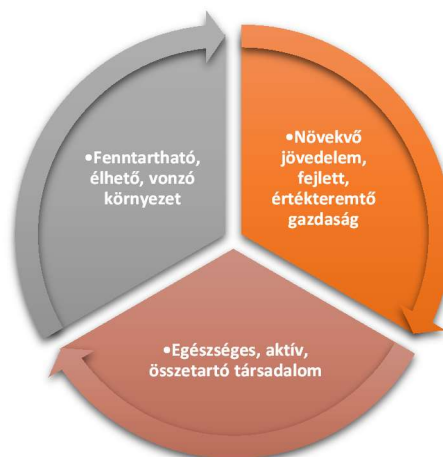 •Fenntartható,
élhető, vonzó
környezet
•Növekvő
jövedelem,
fejlett,
értékteremtő
gazdaság
•Egészséges, aktív,
összetartó társadalom